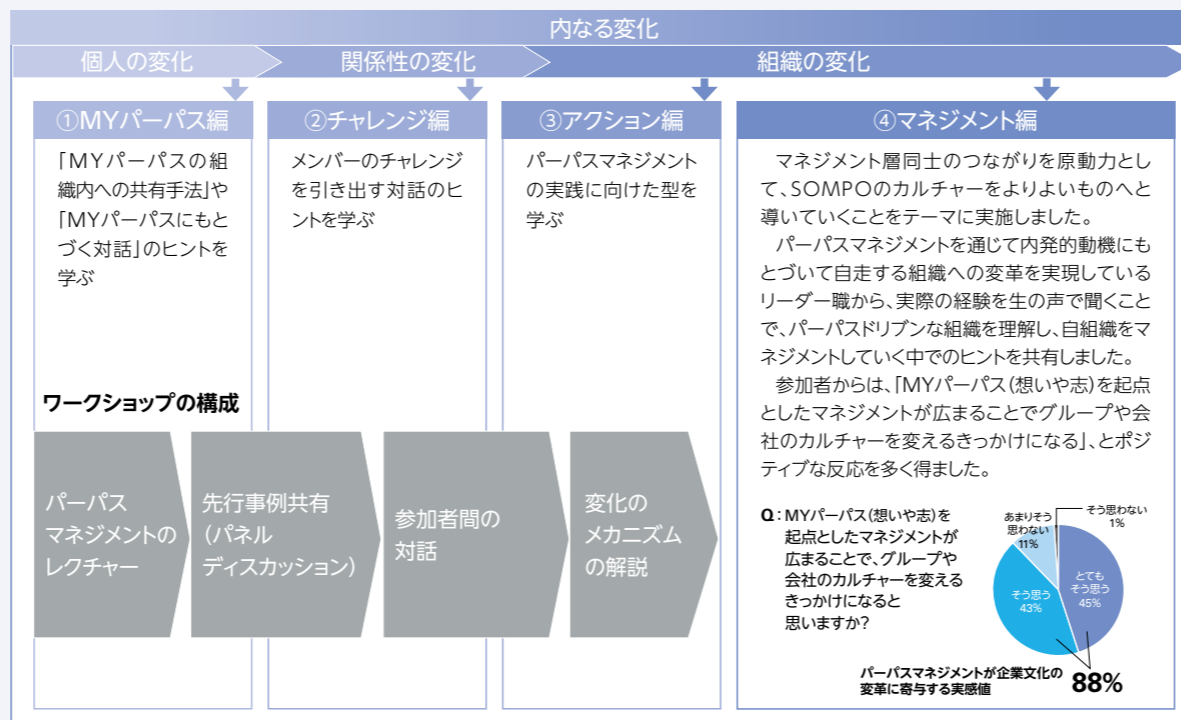 内なる変化
個人の変化
関係性の変化
組織の変化
①MYパーパス編
「MYパーパスの組
織内への共有手法」や
「MYパーパスにもと
づく対話」のヒントを
学ぶ
②チャレンジ編
メンバーのチャレンジ
を引き出す対話のヒ
ントを学ぶ
③アクション編
パーパスマネジメント
の実践に向けた型を
学ぶ
ワークショップの構成
パーパス
マネジメントの
レクチャー
先行事例共有
(パネル
ディスカッション)
参加者間の
対話
変化の
メカニズム
の解説
④マネジメント編
マネジメント層同士のつながりを原動力とし
て、SOMPOのカルチャーをよりよいものへと
導いていくことをテーマに実施しました。
パーパスマネジメントを通じて内発的動機にも
とづいて自走する組織への変革を実現している
リーダー職から、実際の経験を生の声で聞くこと
で、パーパスドリブンな組織を理解し、自組織をマ
ネジメントしていく中でのヒントを共有しました。
参加者からは、「MYパーパス(想いや志)を起点
としたマネジメントが広まることでグループや会
社のカルチャーを変えるきっかけになる」、とポジ
ティブな反応を多く得ました。
Q:MYパーパス(想いや志)を
起点としたマネジメントが
広まることで、グループや
会社のカルチャーを変える
きっかけになると
思いますか?
あまりそう
思わない
11%
そう思わない
1%
とても
そう思う
45%
そう思う
43%
パーパスマネジメントが企業文化の
変革に寄与する実感値
88%